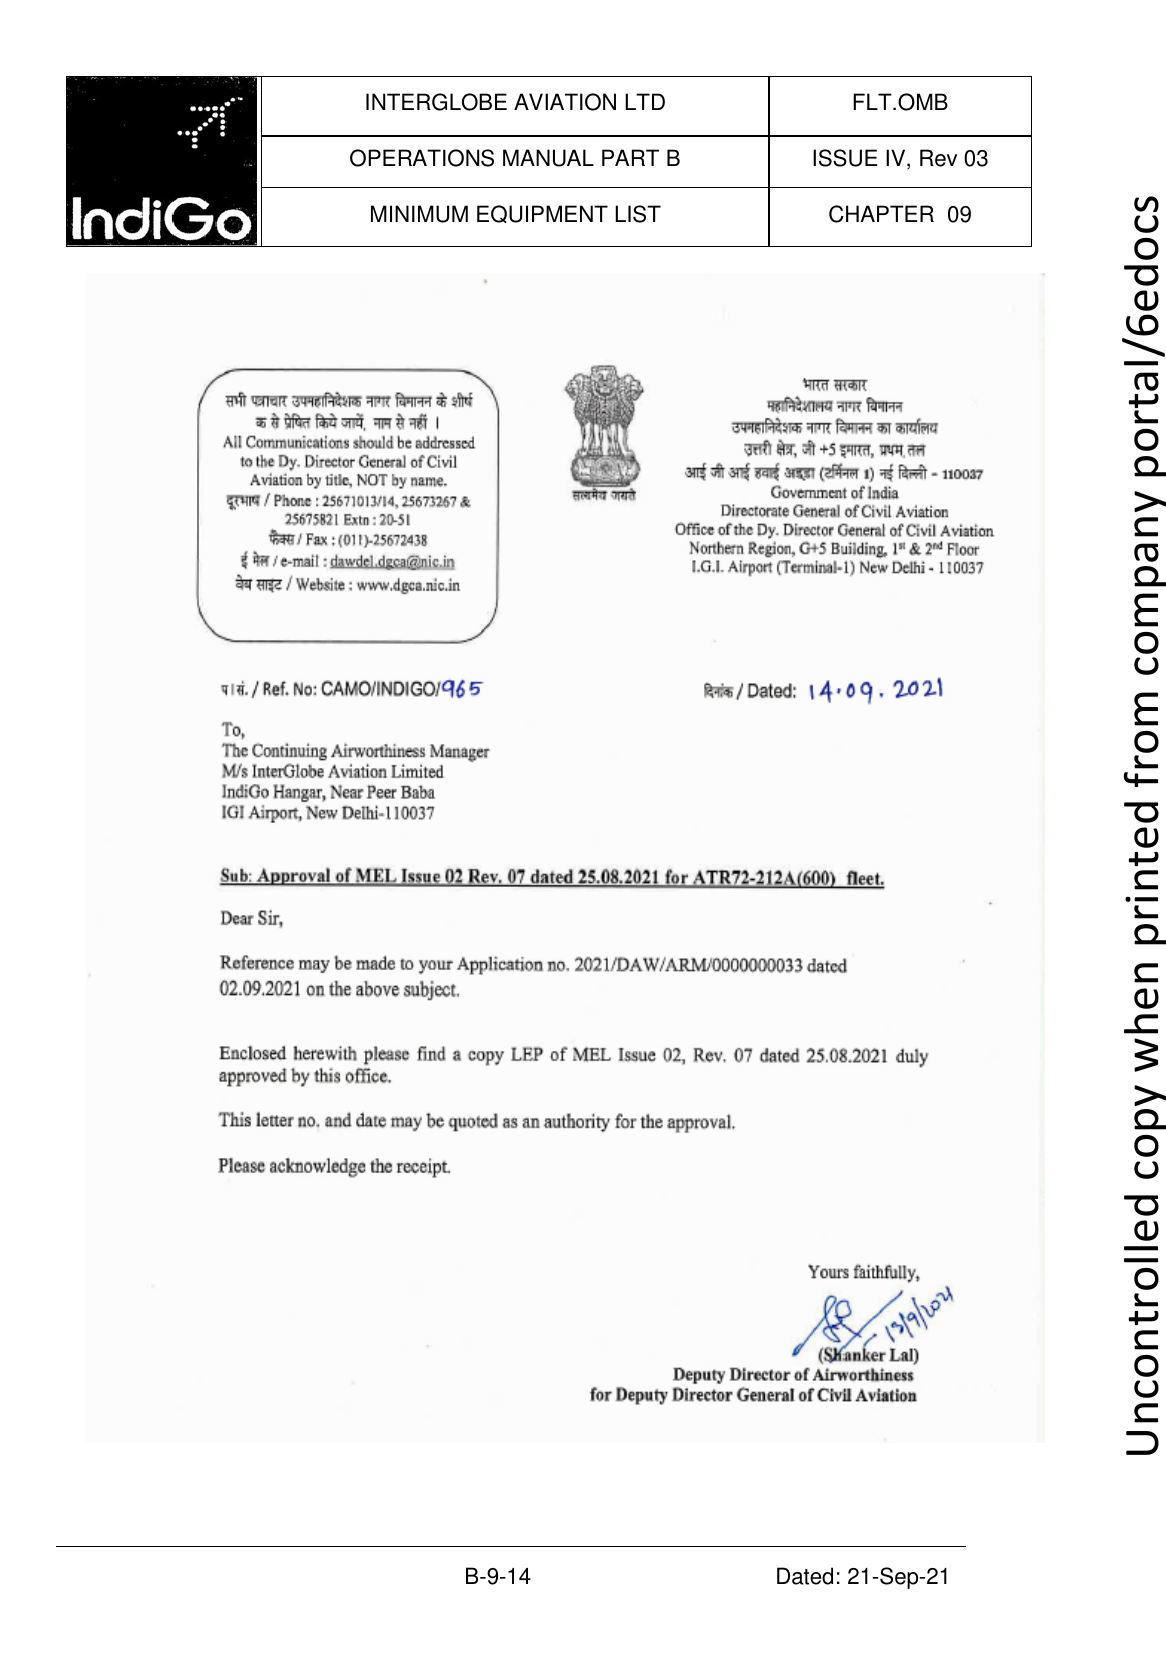 IndiGo
INTERGLOBE AVIATION LTD
FLT.OMB
OPERATIONS MANUAL PART B
ISSUE IV, Rev 03
MINIMUM EQUIPMENT LIST
CHAPTER 09
सभी पत्राचार उपमहानिदेशक नागर विमानन के शीर्ष
क से प्रेषित किये जायें, नाम से नहीं ।
All Communications should be addressed
to the Dy. Director General of Civil
Aviation by title, NOT by name.
दूरभाष / Phone : 25671013/14, 25673267 &
25675821 Extn : 20-51
फैक्स / Fax : (011)-25672438
ई मेल / e-mail : dawdel.dgca@nic.in
वेब साइट / Website : www.dgca.nic.in
सत्यमेव जयते
भारत सरकार
महानिदेशालय नागर विमानन
उपमहानिदेशक नागर विमानन का कार्यालय
उत्तरी क्षेत्र, जी +5 इमारत, प्रथम तल
आई जी आई हवाई अड्डा (टर्मिनल 1) नई दिल्ली - 110037
Government of India
Directorate General of Civil Aviation
Office of the Dy. Director General of Civil Aviation
Northern Region, G+5 Building, 1st & 2nd Floor
I.G.I. Airport (Terminal-1) New Delhi - 110037
प।सं. / Ref. No: CAMO/INDIGO/965
दिनांक / Dated: 14.09.2021
To,
The Continuing Airworthiness Manager
M/s InterGlobe Aviation Limited
IndiGo Hangar, Near Peer Baba
IGI Airport, New Delhi-110037
Sub: Approval of MEL Issue 02 Rev. 07 dated 25.08.2021 for ATR72-212A(600) fleet.
Dear Sir,
Reference may be made to your Application no. 2021/DAW/ARM/0000000033 dated
02.09.2021 on the above subject.
Enclosed herewith please find a copy LEP of MEL Issue 02, Rev. 07 dated 25.08.2021 duly
approved by this office.
This letter no. and date may be quoted as an authority for the approval.
Please acknowledge the receipt.
Yours faithfully,
13/9/2021
(Shanker Lal)
Deputy Director of Airworthiness
for Deputy Director General of Civil Aviation
B-9-14
Dated: 21-Sep-21
Uncontrolled copy when printed from company portal/6edocs